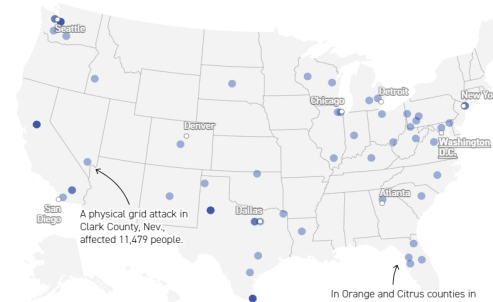 Seattle
Detroit
Chicago
New Yo
Denver
Washington
D.C.
Atlanta
Dallas
San
Diego
A physical grid attack in
Clark County, Nev.,
affected 11,479 people.
In Orange and Citrus counties in